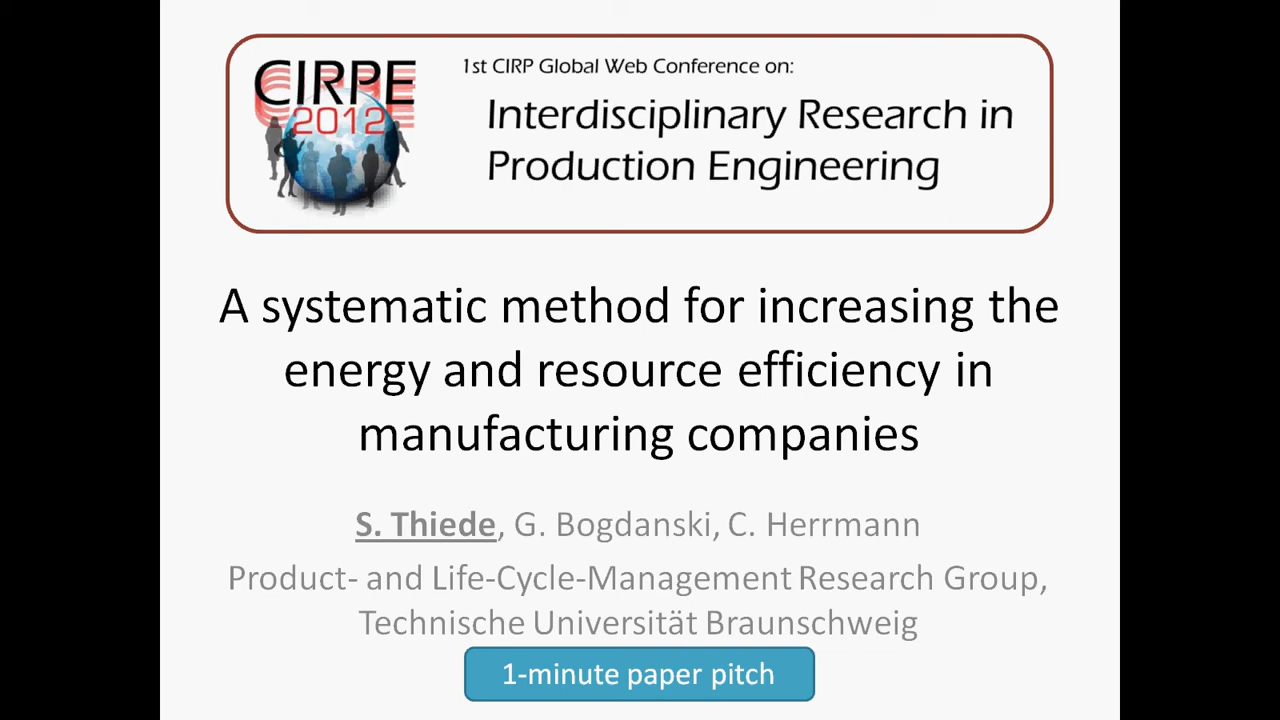 CIRPE
2012
1st CIRP Global Web Conference on:
Interdisciplinary Research in
Production Engineering
A systematic method for increasing the
energy and resource efficiency in
manufacturing companies
S. Thiede, G. Bogdanski, C. Herrmann
Product- and Life-Cycle-Management Research Group,
Technische Universität Braunschweig
1-minute paper pitch